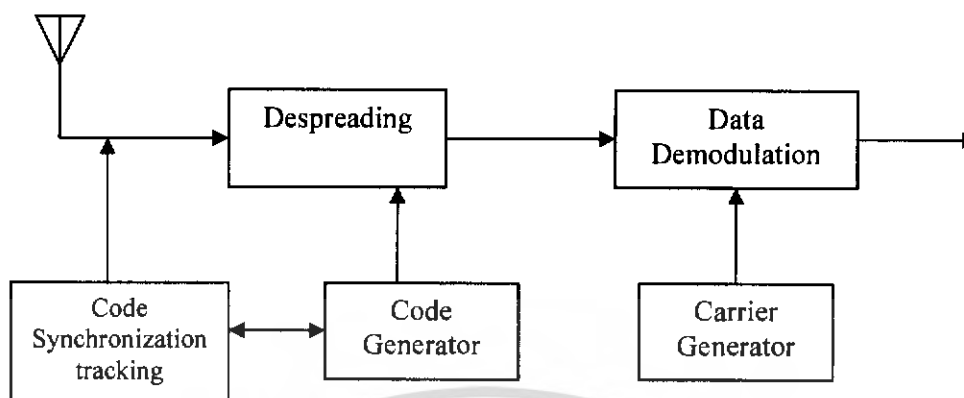 Despreading
Data
Demodulation
Code
Synchronization
tracking
Code
Generator
Carrier
Generator